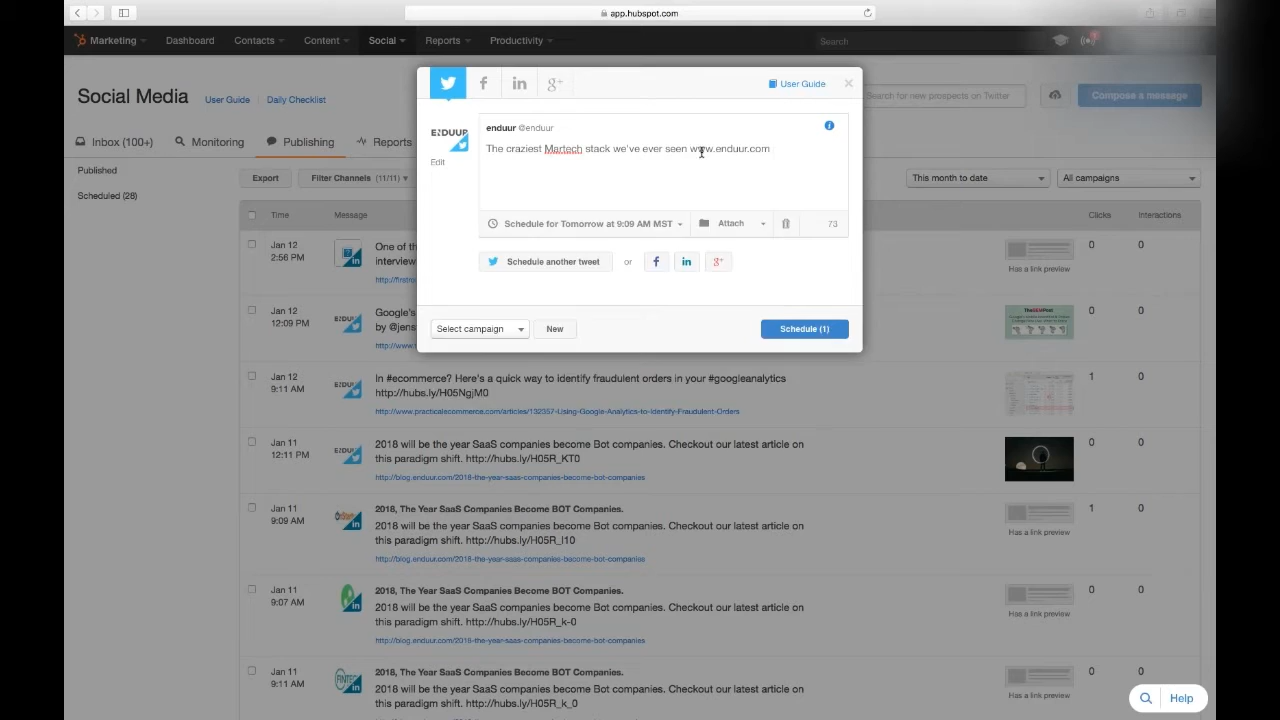 app.hubspot.com
Marketing
Dashboard
Contacts
Content
Social
Reports
Productivity
Search
Social Media
User Guide
Daily Checklist
Search for new prospects on Twitter
Compose a message
Inbox (100+)
Monitoring
Publishing
Reports
Published
Scheduled (28)
User Guide
ENDUUR
Edit
enduur @enduur
The craziest Martech stack we've ever seen www.enduur.com
Schedule for Tomorrow at 9:09 AM MST
Attach
73
Schedule another tweet
or
Select campaign
New
Schedule (1)
Export
Filter Channels (11/11)
This month to date
All campaigns
Time
Message
Clicks
Interactions
Jan 12
2:56 PM
One of th
interview
Has a link preview
0
0
Jan 12
12:09 PM
Google's
by @jens
0
0
Jan 12
9:11 AM
In #ecommerce? Here's a quick way to identify fraudulent orders in your #googleanalytics
http://hubs.ly/H05NgjM0
http://www.practicalecommerce.com/articles/132357-Using-Google-Analytics-to-Identify-Fraudulent-Orders
1
0
Jan 11
12:11 PM
2018 will be the year SaaS companies become Bot companies. Checkout our latest article on
this paradigm shift. http://hubs.ly/H05R_KT0
http://blog.enduur.com/2018-the-year-saas-companies-become-bot-companies
0
0
Jan 11
9:09 AM
2018, The Year SaaS Companies Become BOT Companies.
2018 will be the year SaaS companies become Bot companies. Checkout our latest article on
this paradigm shift. http://hubs.ly/H05R_l10
http://blog.enduur.com/2018-the-year-saas-companies-become-bot-companies
Has a link preview
1
0
Jan 11
9:07 AM
2018, The Year SaaS Companies Become BOT Companies.
2018 will be the year SaaS companies become Bot companies. Checkout our latest article on
this paradigm shift. http://hubs.ly/H05R_k-0
http://blog.enduur.com/2018-the-year-saas-companies-become-bot-companies
Has a link preview
0
0
Jan 11
9:11 AM
2018, The Year SaaS Companies Become BOT Companies.
2018 will be the year SaaS companies become Bot companies. Checkout our latest article on
this paradigm shift. http://hubs.ly/H05R_k_0
Has a link preview
0
0
Help